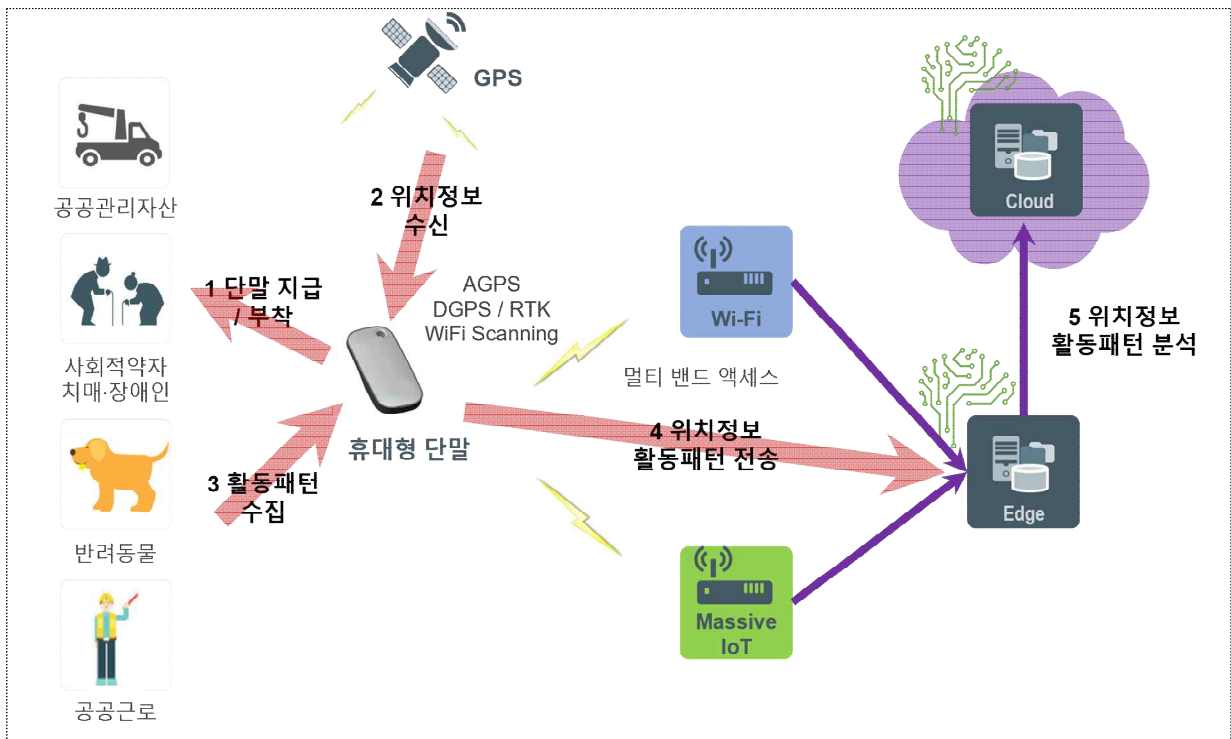 GPS
공공관리자산
2 위치정보
수신
1 단말 지급
/ 부착
사회적약자
치매·장애인
AGPS
DGPS / RTK
WiFi Scanning
휴대형 단말
3 활동패턴
수집
반려동물
공공근로
Wi-Fi
멀티 밴드 액세스
4 위치정보
활동패턴 전송
Massive
IoT
Cloud
5 위치정보
활동패턴 분석
Edge